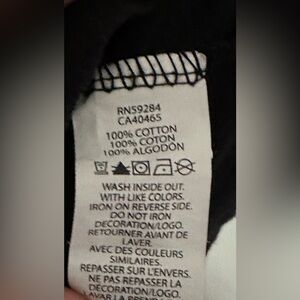 RN59284
CA40465
100% COTTON
100% COTON
100% ALGODON
WASH INSIDE OUT.
WITH LIKE COLORS.
IRON ON REVERSE SIDE.
DO NOT IRON
DECORATION/LOGO.
RETOURNER AVANT DE
LAVER.
AVEC DES COULEURS
SIMILAIRES.
REPASSER SUR L'ENVERS.
NE PAS REPASSER LA
DECORATION/LOGO.